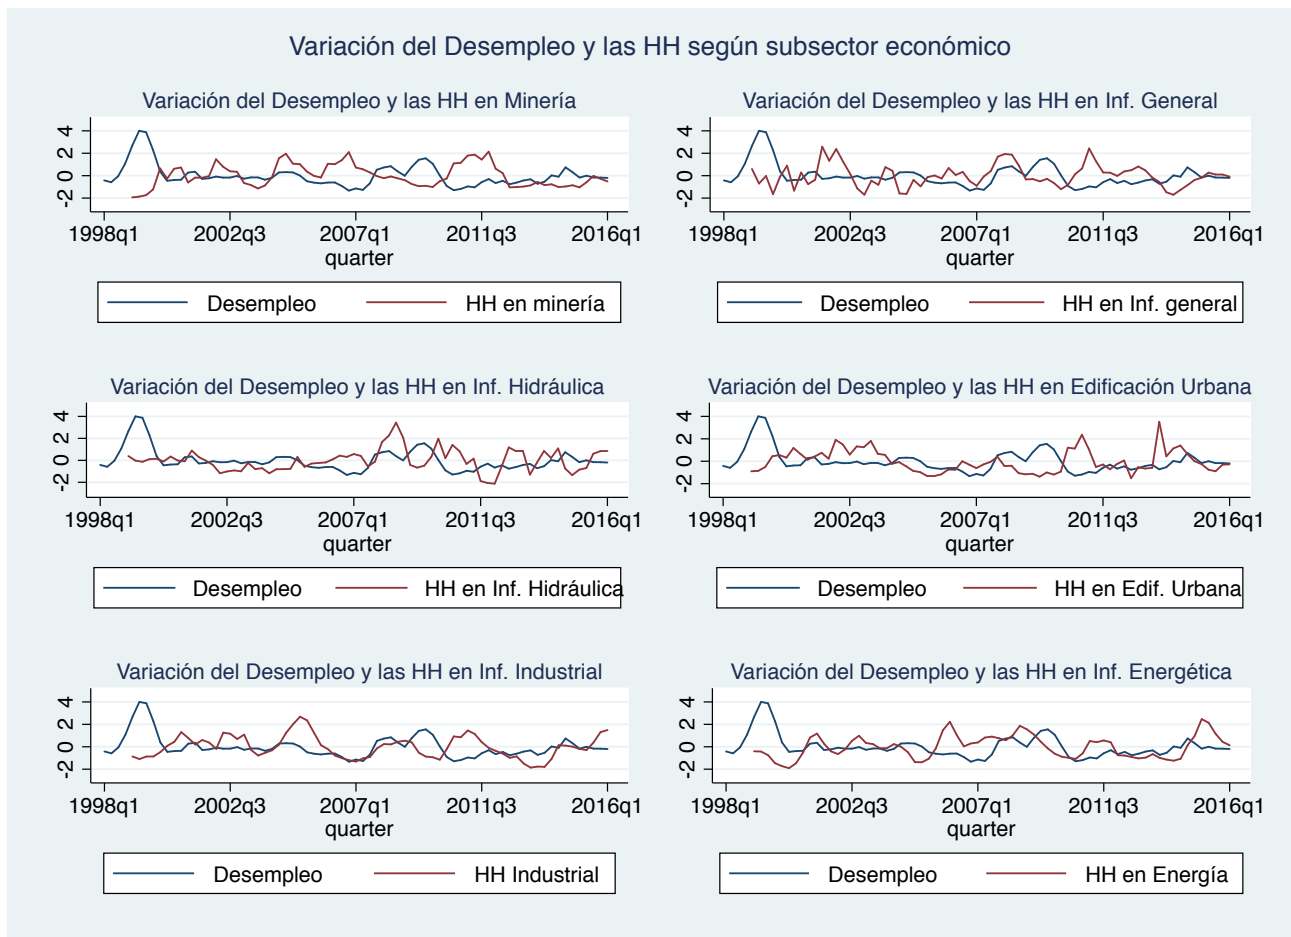 Variación del Desempleo y las HH según subsector económico
Variación del Desempleo y las HH en Minería
4
2
0
-2
1998q1 2002q3 2007q1 2011q3 2016q1
quarter
Desempleo HH en minería
Variación del Desempleo y las HH en Inf. General
4
2
0
-2
1998q1 2002q3 2007q1 2011q3 2016q1
quarter
Desempleo HH en Inf. general
Variación del Desempleo y las HH en Inf. Hidráulica
4
2
0
-2
1998q1 2002q3 2007q1 2011q3 2016q1
quarter
Desempleo HH en Inf. Hidráulica
Variación del Desempleo y las HH en Edificación Urbana
4
2
0
-2
1998q1 2002q3 2007q1 2011q3 2016q1
quarter
Desempleo HH en Edif. Urbana
Variación del Desempleo y las HH en Inf. Industrial
4
2
0
-2
1998q1 2002q3 2007q1 2011q3 2016q1
quarter
Desempleo HH Industrial
Variación del Desempleo y las HH en Inf. Energética
4
2
0
-2
1998q1 2002q3 2007q1 2011q3 2016q1
quarter
Desempleo HH en Energía